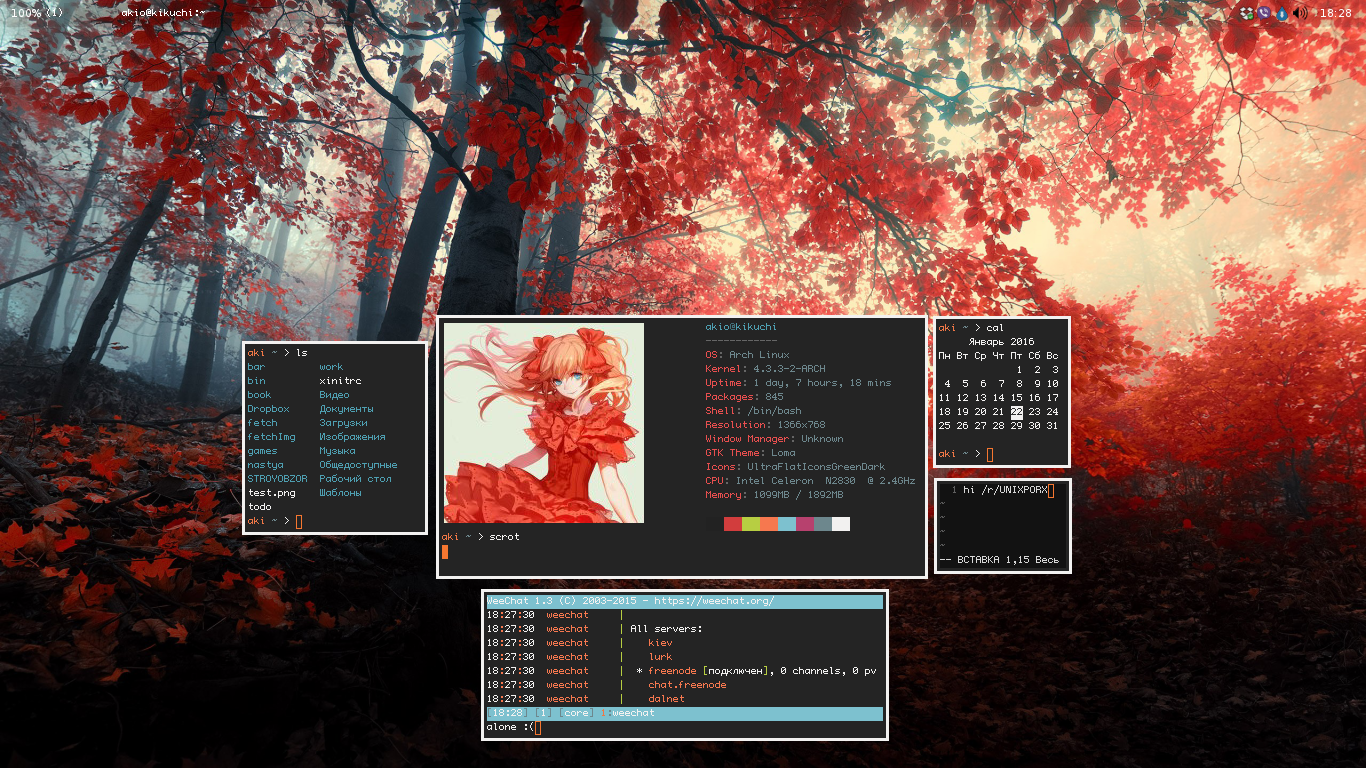 100% (1) akio@kikuchi:~ 18:28
aki ~ > ls
bar work
bin xinitrc
book Видео
Dropbox Документы
fetch Загрузки
fetchImg Изображения
games Музыка
nastya Общедоступные
STROYOBZOR Рабочий стол
test.png Шаблоны
todo
aki ~ >
akio@kikuchi
------------
OS: Arch Linux
Kernel: 4.3.3-2-ARCH
Uptime: 1 day, 7 hours, 18 mins
Packages: 845
Shell: /bin/bash
Resolution: 1366x768
Window Manager: Unknown
GTK Theme: Loma
Icons: UltraFlatIconsGreenDark
CPU: Intel Celeron N2830 @ 2.4GHz
Memory: 1099MB / 1892MB
aki ~ > scrot
aki ~ > cal
Январь 2016
Пн Вт Ср Чт Пт Сб Вс
1 2 3
4 5 6 7 8 9 10
11 12 13 14 15 16 17
18 19 20 21 22 23 24
25 26 27 28 29 30 31
aki ~ >
1 hi /r/UNIXPORX
~
~
~
~
-- ВСТАВКА 1,15 Весь
WeeChat 1.3 (C) 2003-2015 - https://weechat.org/
18:27:30 weechat |
18:27:30 weechat | All servers:
18:27:30 weechat | kiev
18:27:30 weechat | lurk
18:27:30 weechat | * freenode [подключен], 0 channels, 0 pv
18:27:30 weechat | chat.freenode
18:27:30 weechat | dalnet
[18:28] [1] [core] 1:weechat
alone :(